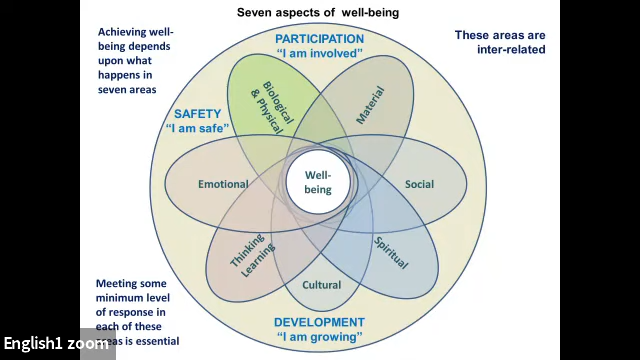 Seven aspects of well-being
Achieving well-
being depends
upon what
happens in
seven areas
PARTICIPATION
"I am involved"
These areas are
inter-related
SAFETY
"I am safe"
Biological
& Physical
Material
Emotional
Well-
being
Social
Thinking
Learning
Spiritual
Cultural
Meeting some
minimum level
of response in
each of these
areas is essential
DEVELOPMENT
"I am growing"
English1 zoom